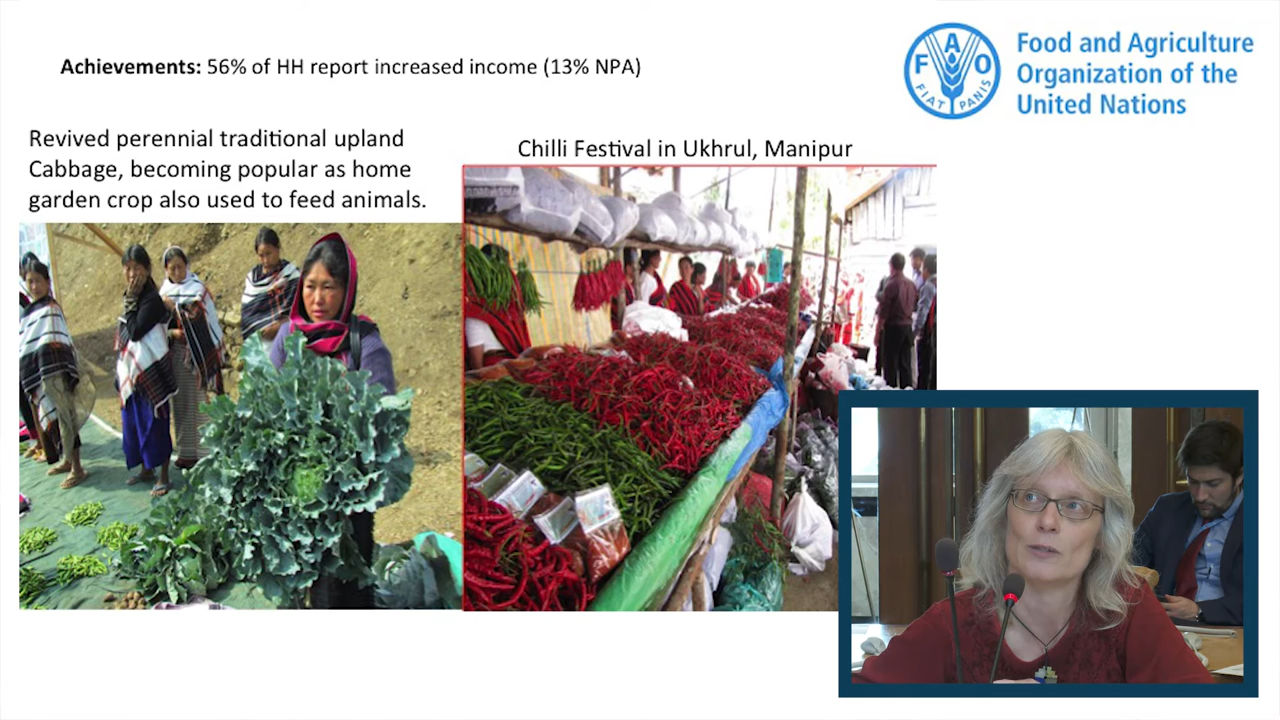 Achievements: 56% of HH report increased income (13% NPA)
Food and Agriculture
Organization of the
United Nations
F A O
FIAT PANIS
Revived perennial traditional upland
Cabbage, becoming popular as home
garden crop also used to feed animals.
Chilli Festival in Ukhrul, Manipur